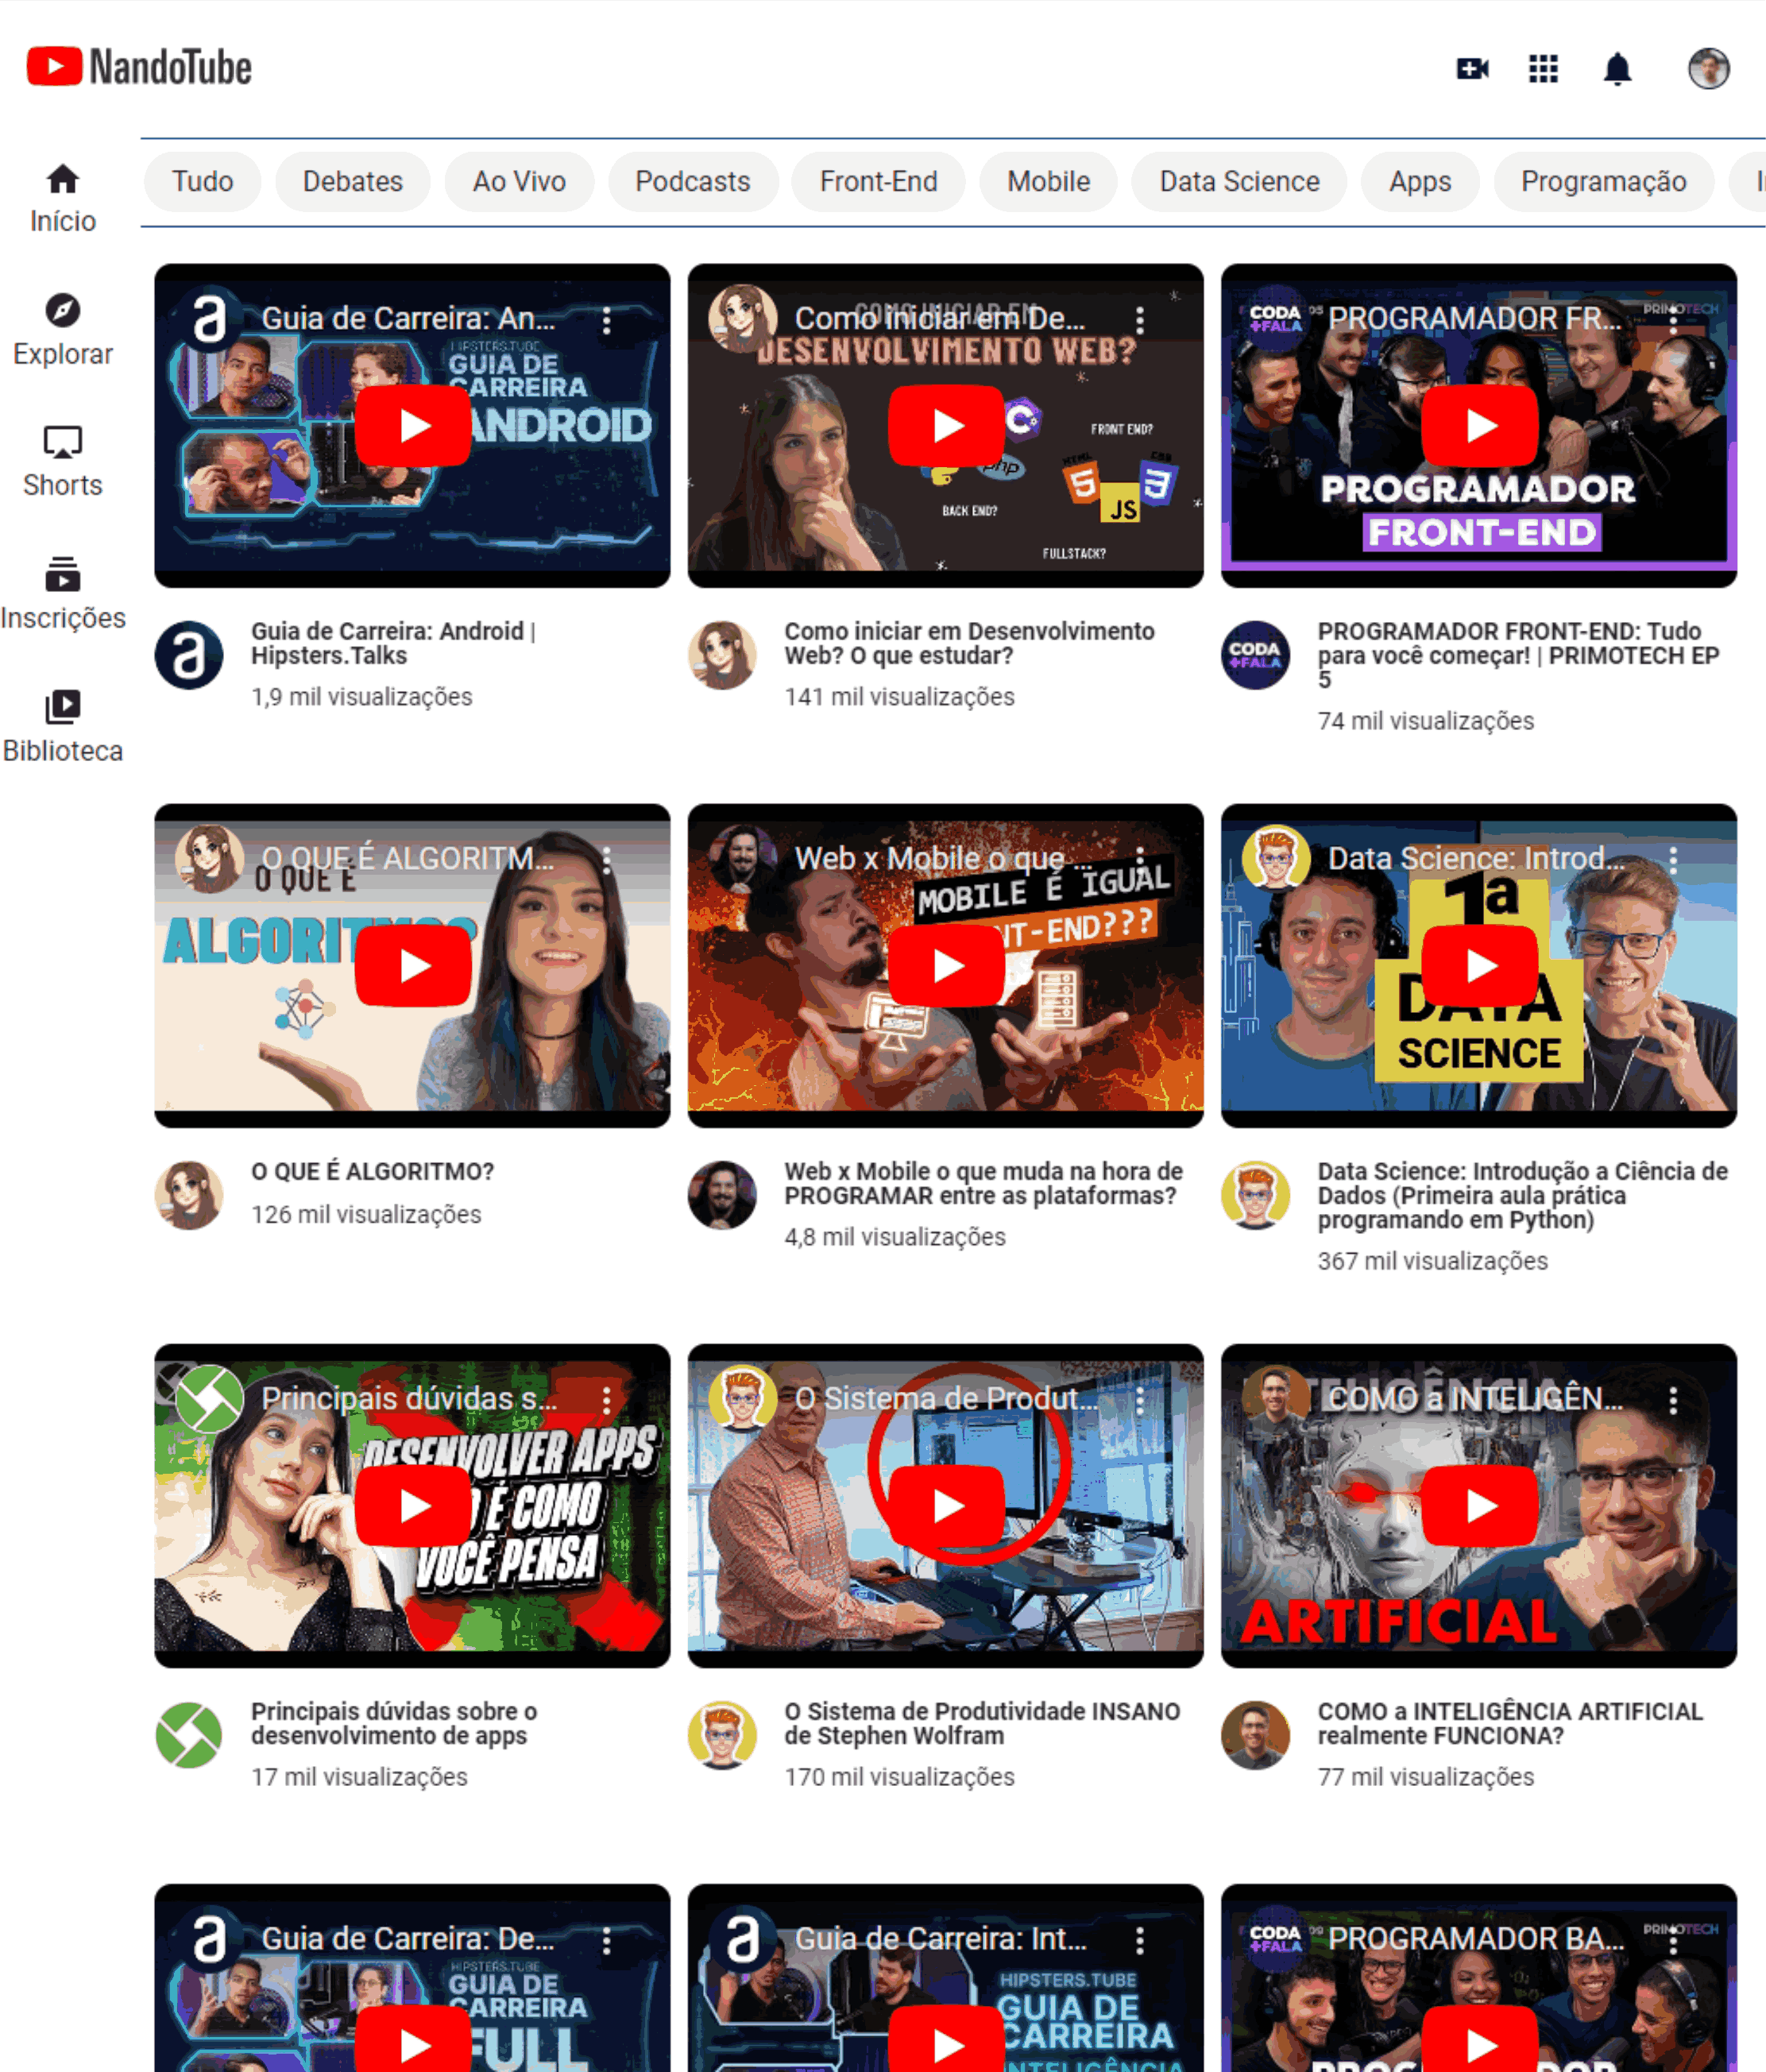 NandoTube
Tudo
Debates
Ao Vivo
Podcasts
Front-End
Mobile
Data Science
Apps
Programação
Início
Explorar
Shorts
Inscrições
Biblioteca
Guia de Carreira: An...
HIPSTERS.TUBE
GUIA DE
CARREIRA
ANDROID
Como iniciar em De...
COMO INICIAR EM
DESENVOLVIMENTO WEB?
FRONT END?
php
HTML
5
CSS
3
JS
BACK END?
FULLSTACK?
CODA
+FALA
PROGRAMADOR FR...
PRIMOTECH
PROGRAMADOR
FRONT-END
Guia de Carreira: Android |
Hipsters.Talks
1,9 mil visualizações
Como iniciar em Desenvolvimento
Web? O que estudar?
141 mil visualizações
CODA
+FALA
PROGRAMADOR FRONT-END: Tudo
para você começar! | PRIMOTECH EP
5
74 mil visualizações
O QUE É ALGORITM...
O QUE É
Web x Mobile o que ...
MOBILE É IGUAL
Data Science: Introd...
1a
SCIENCE
O QUE É ALGORITMO?
126 mil visualizações
Web x Mobile o que muda na hora de
PROGRAMAR entre as plataformas?
4,8 mil visualizações
Data Science: Introdução a Ciência de
Dados (Primeira aula prática
programando em Python)
367 mil visualizações
Principais dúvidas s...
DESENVOLVER APPS
É COMO
VOCÊ PENSA
O Sistema de Produt...
COMO a INTELIGÊN...
ARTIFICIAL
Principais dúvidas sobre o
desenvolvimento de apps
17 mil visualizações
O Sistema de Produtividade INSANO
de Stephen Wolfram
170 mil visualizações
COMO a INTELIGÊNCIA ARTIFICIAL
realmente FUNCIONA?
77 mil visualizações
Guia de Carreira: De...
HIPSTERS.TUBE
GUIA DE
CARREIRA
FULL
Guia de Carreira: Int...
HIPSTERS.TUBE
GUIA DE
CARREIRA
INTELIGÊNCIA
CODA
+FALA
PROGRAMADOR BA...
PRIMOTECH